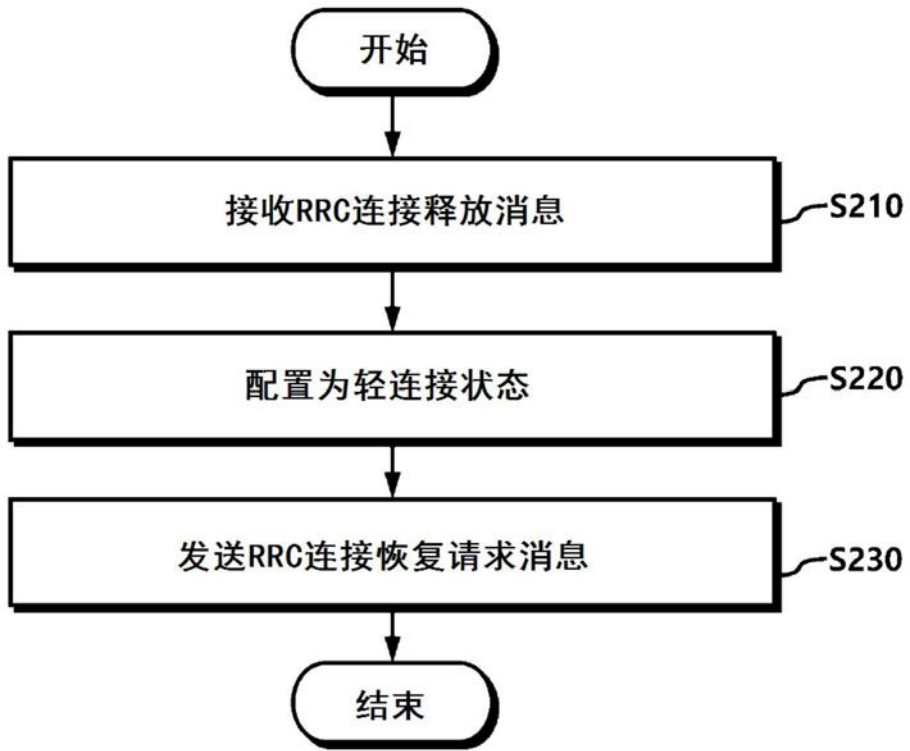 开始
接收RRC连接释放消息
S210
配置为轻连接状态
S220
发送RRC连接恢复请求消息
S230
结束